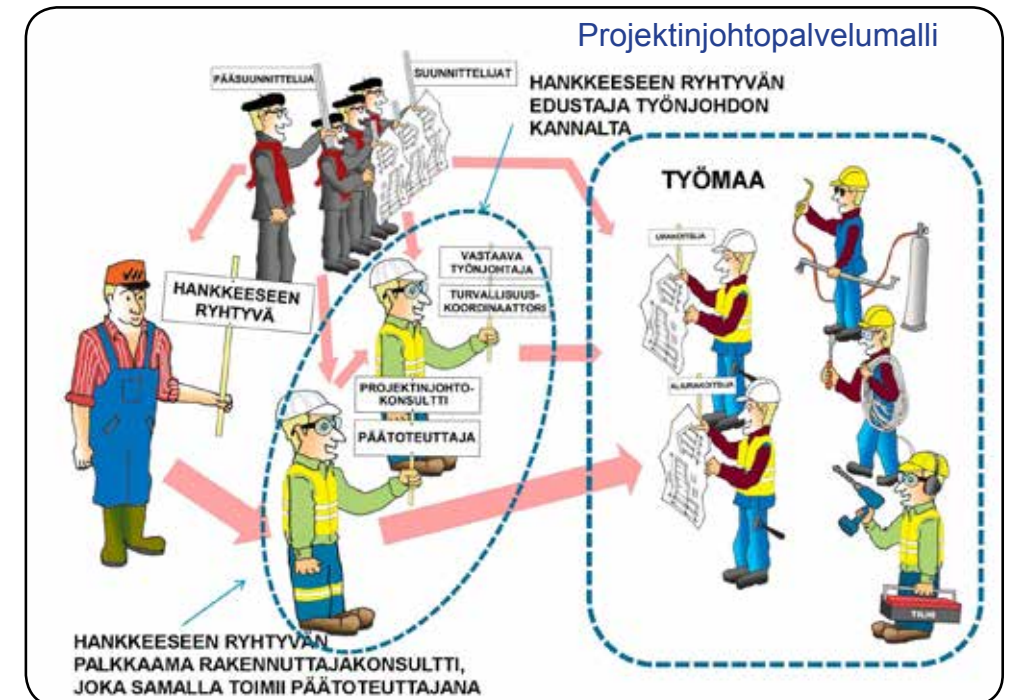 Projektinjohtopalvelumalli
PÄÄSUUNNITTELIJA
SUUNNITTELIJAT
HANKKEESEEN RYHTYVÄN
EDUSTAJA TYÖNJOHDON
KANNALTA
TYÖMAA
URAKOITSIJA
VASTAAVA
TYÖNJOHTAJA
TURVALLISUUS-
KOORDINAATTORI
HANKKEESEEN
RYHTYVÄ
PROJEKTINJOHTO-
KONSULTTI
PÄÄTOTEUTTAJA
ALIURAKOITSIJA
HANKKEESEEN RYHTYVÄN
PALKKAAMA RAKENNUTTAJAKONSULTTI,
JOKA SAMALLA TOIMII PÄÄTOTEUTTAJANA